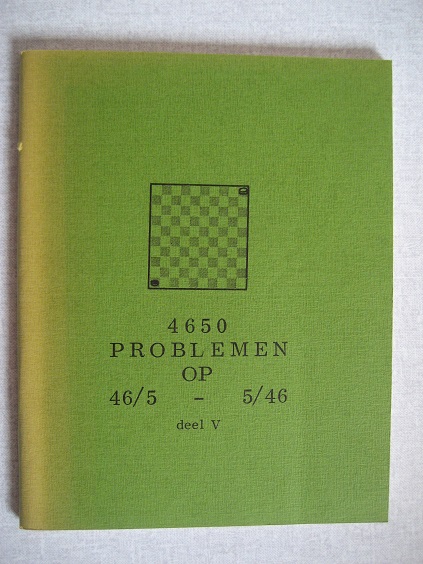 4650
PROBLEMEN
OP
46/5 - 5/46
deel V